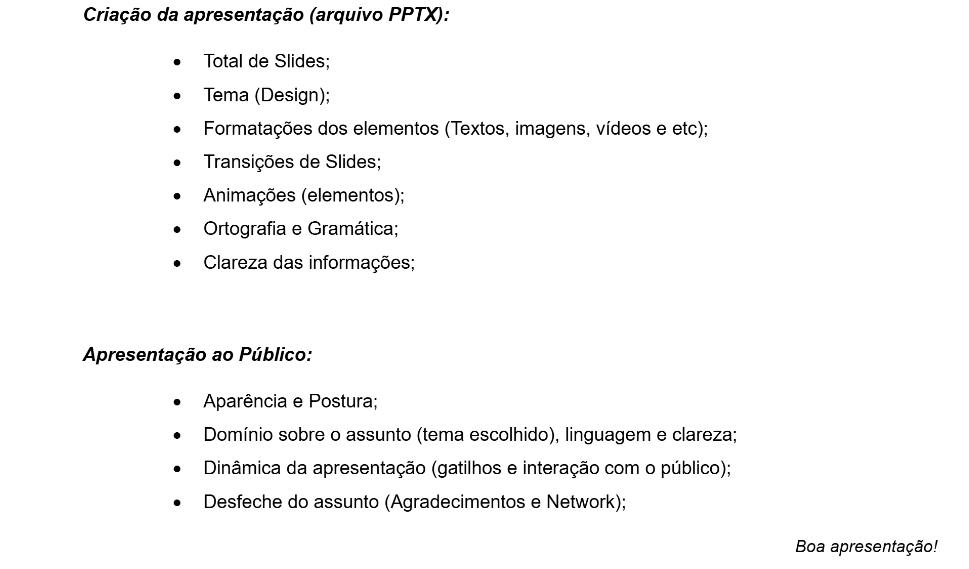 Criação da apresentação (arquivo PPTX):
• Total de Slides;
• Tema (Design);
• Formatações dos elementos (Textos, imagens, vídeos e etc);
• Transições de Slides;
• Animações (elementos);
• Ortografia e Gramática;
• Clareza das informações;
Apresentação ao Público:
• Aparência e Postura;
• Domínio sobre o assunto (tema escolhido), linguagem e clareza;
• Dinâmica da apresentação (gatilhos e interação com o público);
• Desfeche do assunto (Agradecimentos e Network);
Boa apresentação!